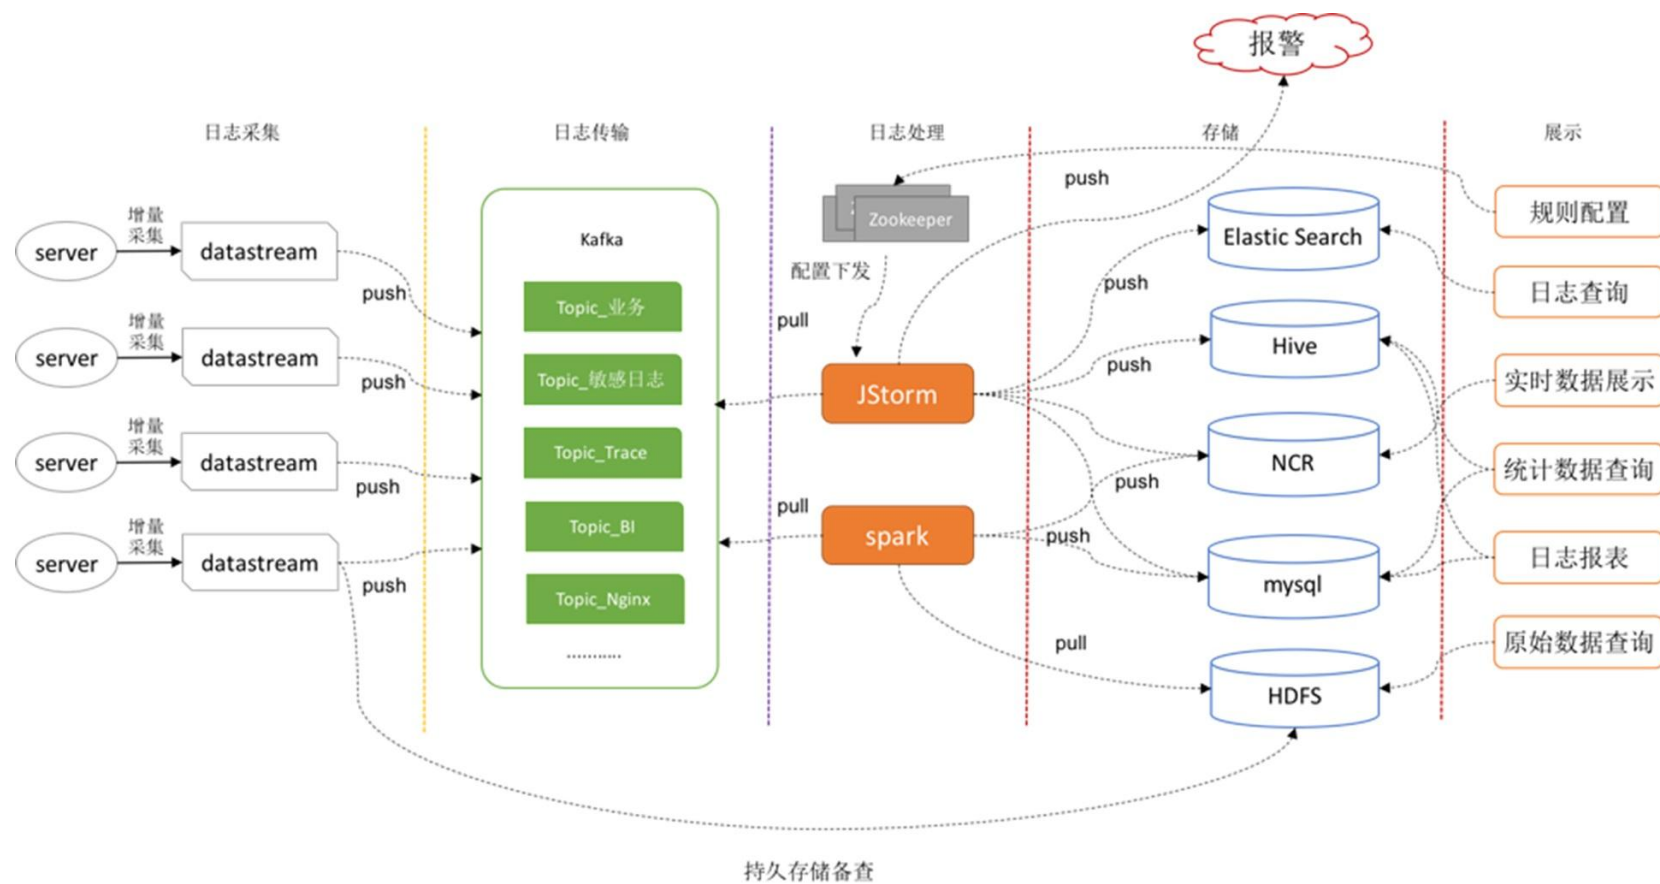 报警
日志采集
日志传输
日志处理
存储
展示
push
Zookeeper
规则配置
server
增量
采集
datastream
push
Kafka
配置下发
Elastic Search
日志查询
Topic_业务
pull
push
server
增量
采集
datastream
push
Topic_敏感日志
JStorm
push
Hive
实时数据展示
server
增量
采集
datastream
push
Topic_Trace
push
NCR
统计数据查询
server
增量
采集
datastream
push
Topic_BI
pull
spark
push
mysql
日志报表
Topic_Nginx
..........
pull
HDFS
原始数据查询
持久存储备查